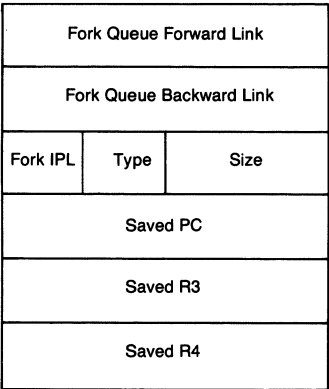 Fork Queue Forward Link
Fork Queue Backward Link
Fork IPL Type Size
Saved PC
Saved R3
Saved R4